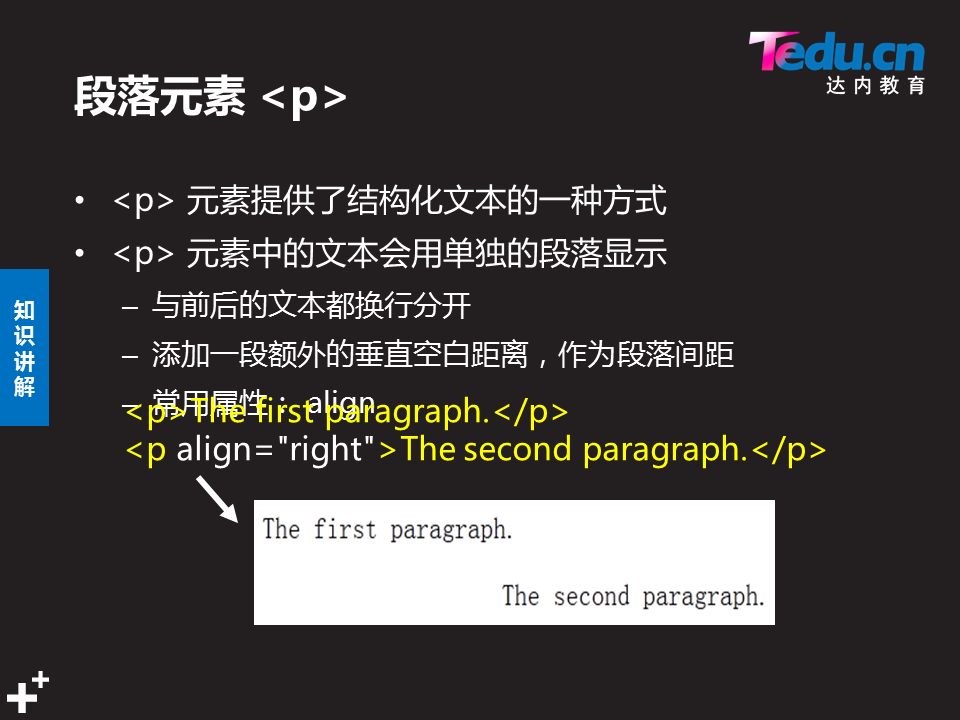 Tedu.cn
达内教育
段落元素 <p>
• <p> 元素提供了结构化文本的一种方式
• <p> 元素中的文本会用单独的段落显示
– 与前后的文本都换行分开
– 添加一段额外的垂直空白距离，作为段落间距
– 常用属性： align
<p>The first paragraph.</p>
<p align="right">The second paragraph.</p>
The first paragraph.
The second paragraph.
知识讲解